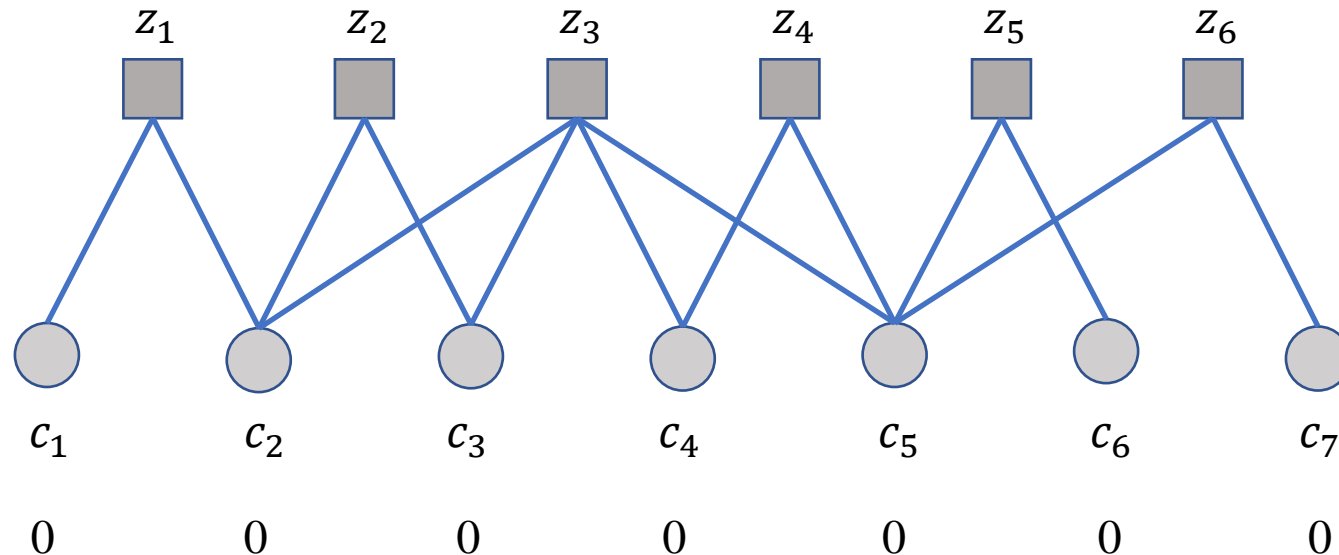 z₁ z₂ z₃ z₄ z₅ z₆
c₁ c₂ c₃ c₄ c₅ c₆ c₇
0 0 0 0 0 0 0